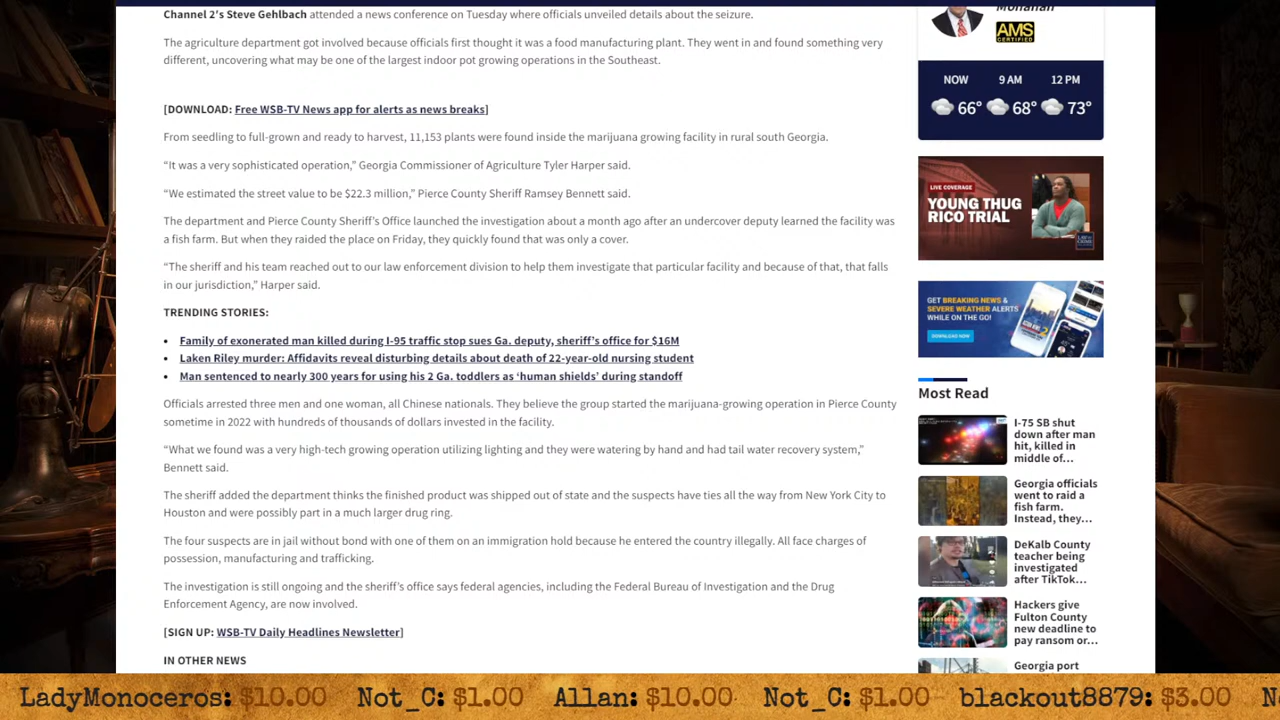 Channel 2's Steve Gehlbach attended a news conference on Tuesday where officials unveiled details about the seizure.
The agriculture department got involved because officials first thought it was a food manufacturing plant. They went in and found something very
different, uncovering what may be one of the largest indoor pot growing operations in the Southeast.
[DOWNLOAD: Free WSB-TV News app for alerts as news breaks]
From seedling to full-grown and ready to harvest, 11,153 plants were found inside the marijuana growing facility in rural south Georgia.
“It was a very sophisticated operation,” Georgia Commissioner of Agriculture Tyler Harper said.
“We estimated the street value to be $22.3 million,” Pierce County Sheriff Ramsey Bennett said.
The department and Pierce County Sheriff's Office launched the investigation about a month ago after an undercover deputy learned the facility was
a fish farm. But when they raided the place on Friday, they quickly found that was only a cover.
“The sheriff and his team reached out to our law enforcement division to help them investigate that particular facility and because of that, that falls
in our jurisdiction,” Harper said.
TRENDING STORIES:
• Family of exonerated man killed during I-95 traffic stop sues Ga. deputy, sheriff's office for $16M
• Laken Riley murder: Affidavits reveal disturbing details about death of 22-year-old nursing student
• Man sentenced to nearly 300 years for using his 2 Ga. toddlers as ‘human shields’ during standoff
Officials arrested three men and one woman, all Chinese nationals. They believe the group started the marijuana-growing operation in Pierce County
sometime in 2022 with hundreds of thousands of dollars invested in the facility.
“What we found was a very high-tech growing operation utilizing lighting and they were watering by hand and had tail water recovery system,”
Bennett said.
The sheriff added the department thinks the finished product was shipped out of state and the suspects have ties all the way from New York City to
Houston and were possibly part in a much larger drug ring.
The four suspects are in jail without bond with one of them on an immigration hold because he entered the country illegally. All face charges of
possession, manufacturing and trafficking.
The investigation is still ongoing and the sheriff's office says federal agencies, including the Federal Bureau of Investigation and the Drug
Enforcement Agency, are now involved.
[SIGN UP: WSB-TV Daily Headlines Newsletter]
IN OTHER NEWS
Monahan
AMS
CERTIFIED
NOW 9 AM 12 PM
66° 68° 73°
LIVE COVERAGE
YOUNG THUG
RICO TRIAL
GET BREAKING NEWS &
SEVERE WEATHER ALERTS
WHILE ON THE GO!
DOWNLOAD NOW
Most Read
I-75 SB shut
down after man
hit, killed in
middle of...
Georgia officials
went to raid a
fish farm.
Instead, they...
DeKalb County
teacher being
investigated
after TikTok...
Hackers give
Fulton County
new deadline to
pay ransom or...
Georgia port
LadyMonoceros: $10.00 Not_C: $1.00 Allan: $10.00 Not_C: $1.00 blackout8879: $3.00 N